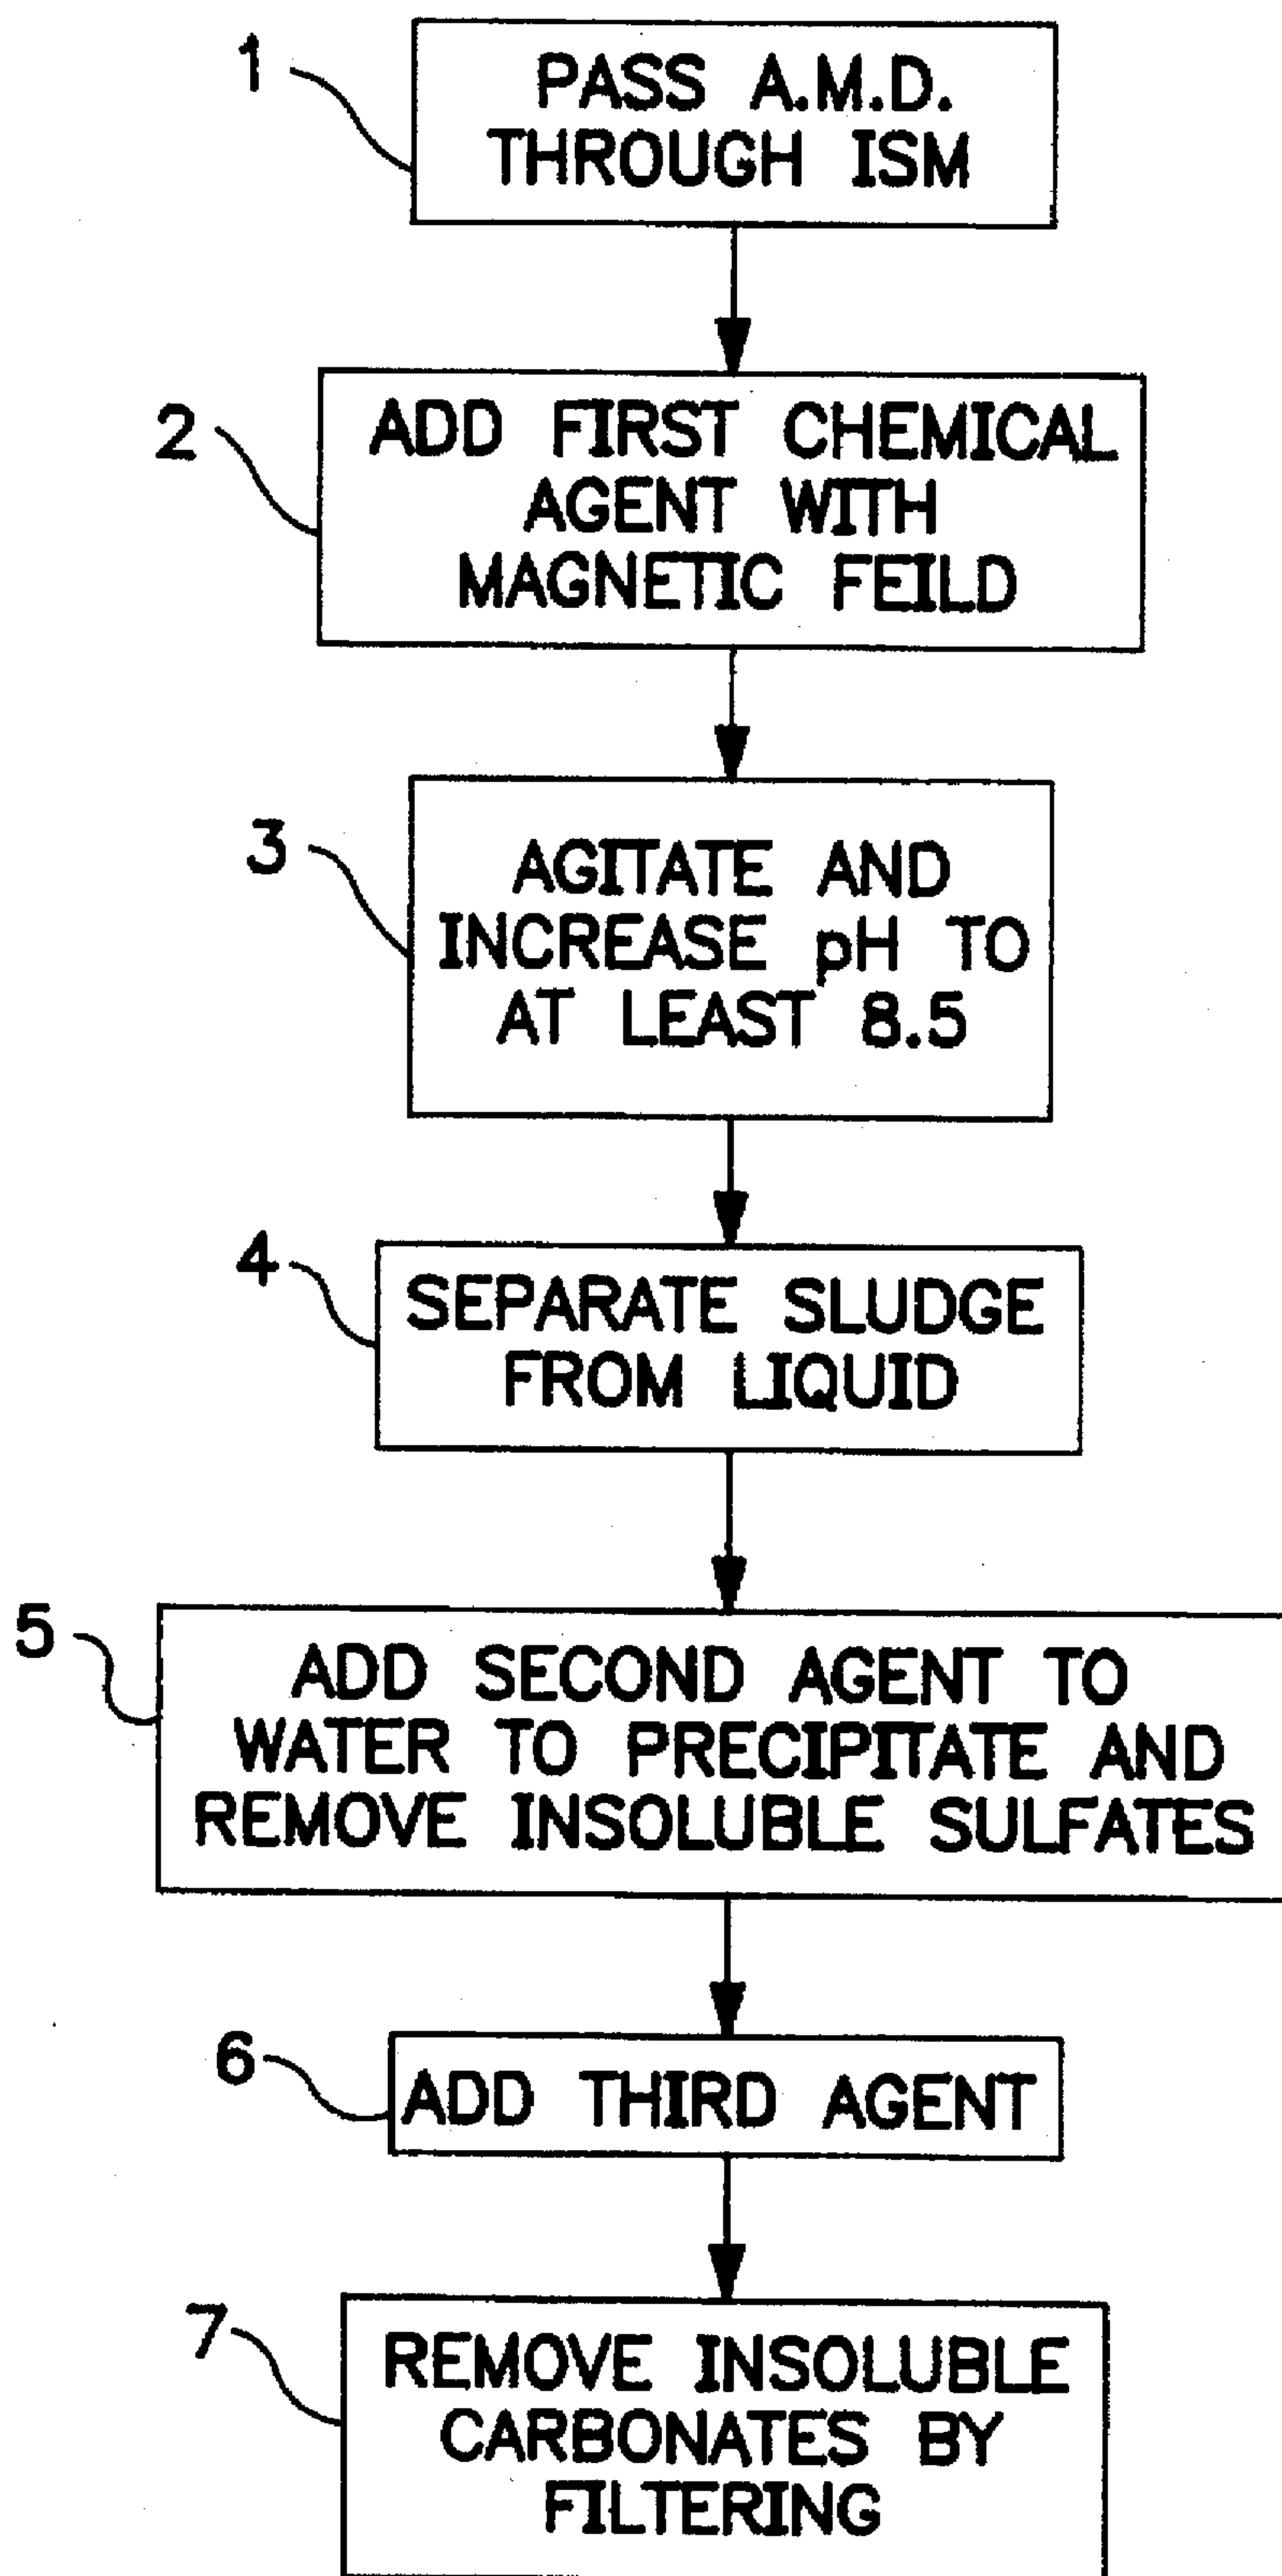 1
PASS A.M.D.
THROUGH ISM
2
ADD FIRST CHEMICAL
AGENT WITH
MAGNETIC FEILD
3
AGITATE AND
INCREASE pH TO
AT LEAST 8.5
4
SEPARATE SLUDGE
FROM LIQUID
5
ADD SECOND AGENT TO
WATER TO PRECIPITATE AND
REMOVE INSOLUBLE SULFATES
6
ADD THIRD AGENT
7
REMOVE INSOLUBLE
CARBONATES BY
FILTERING